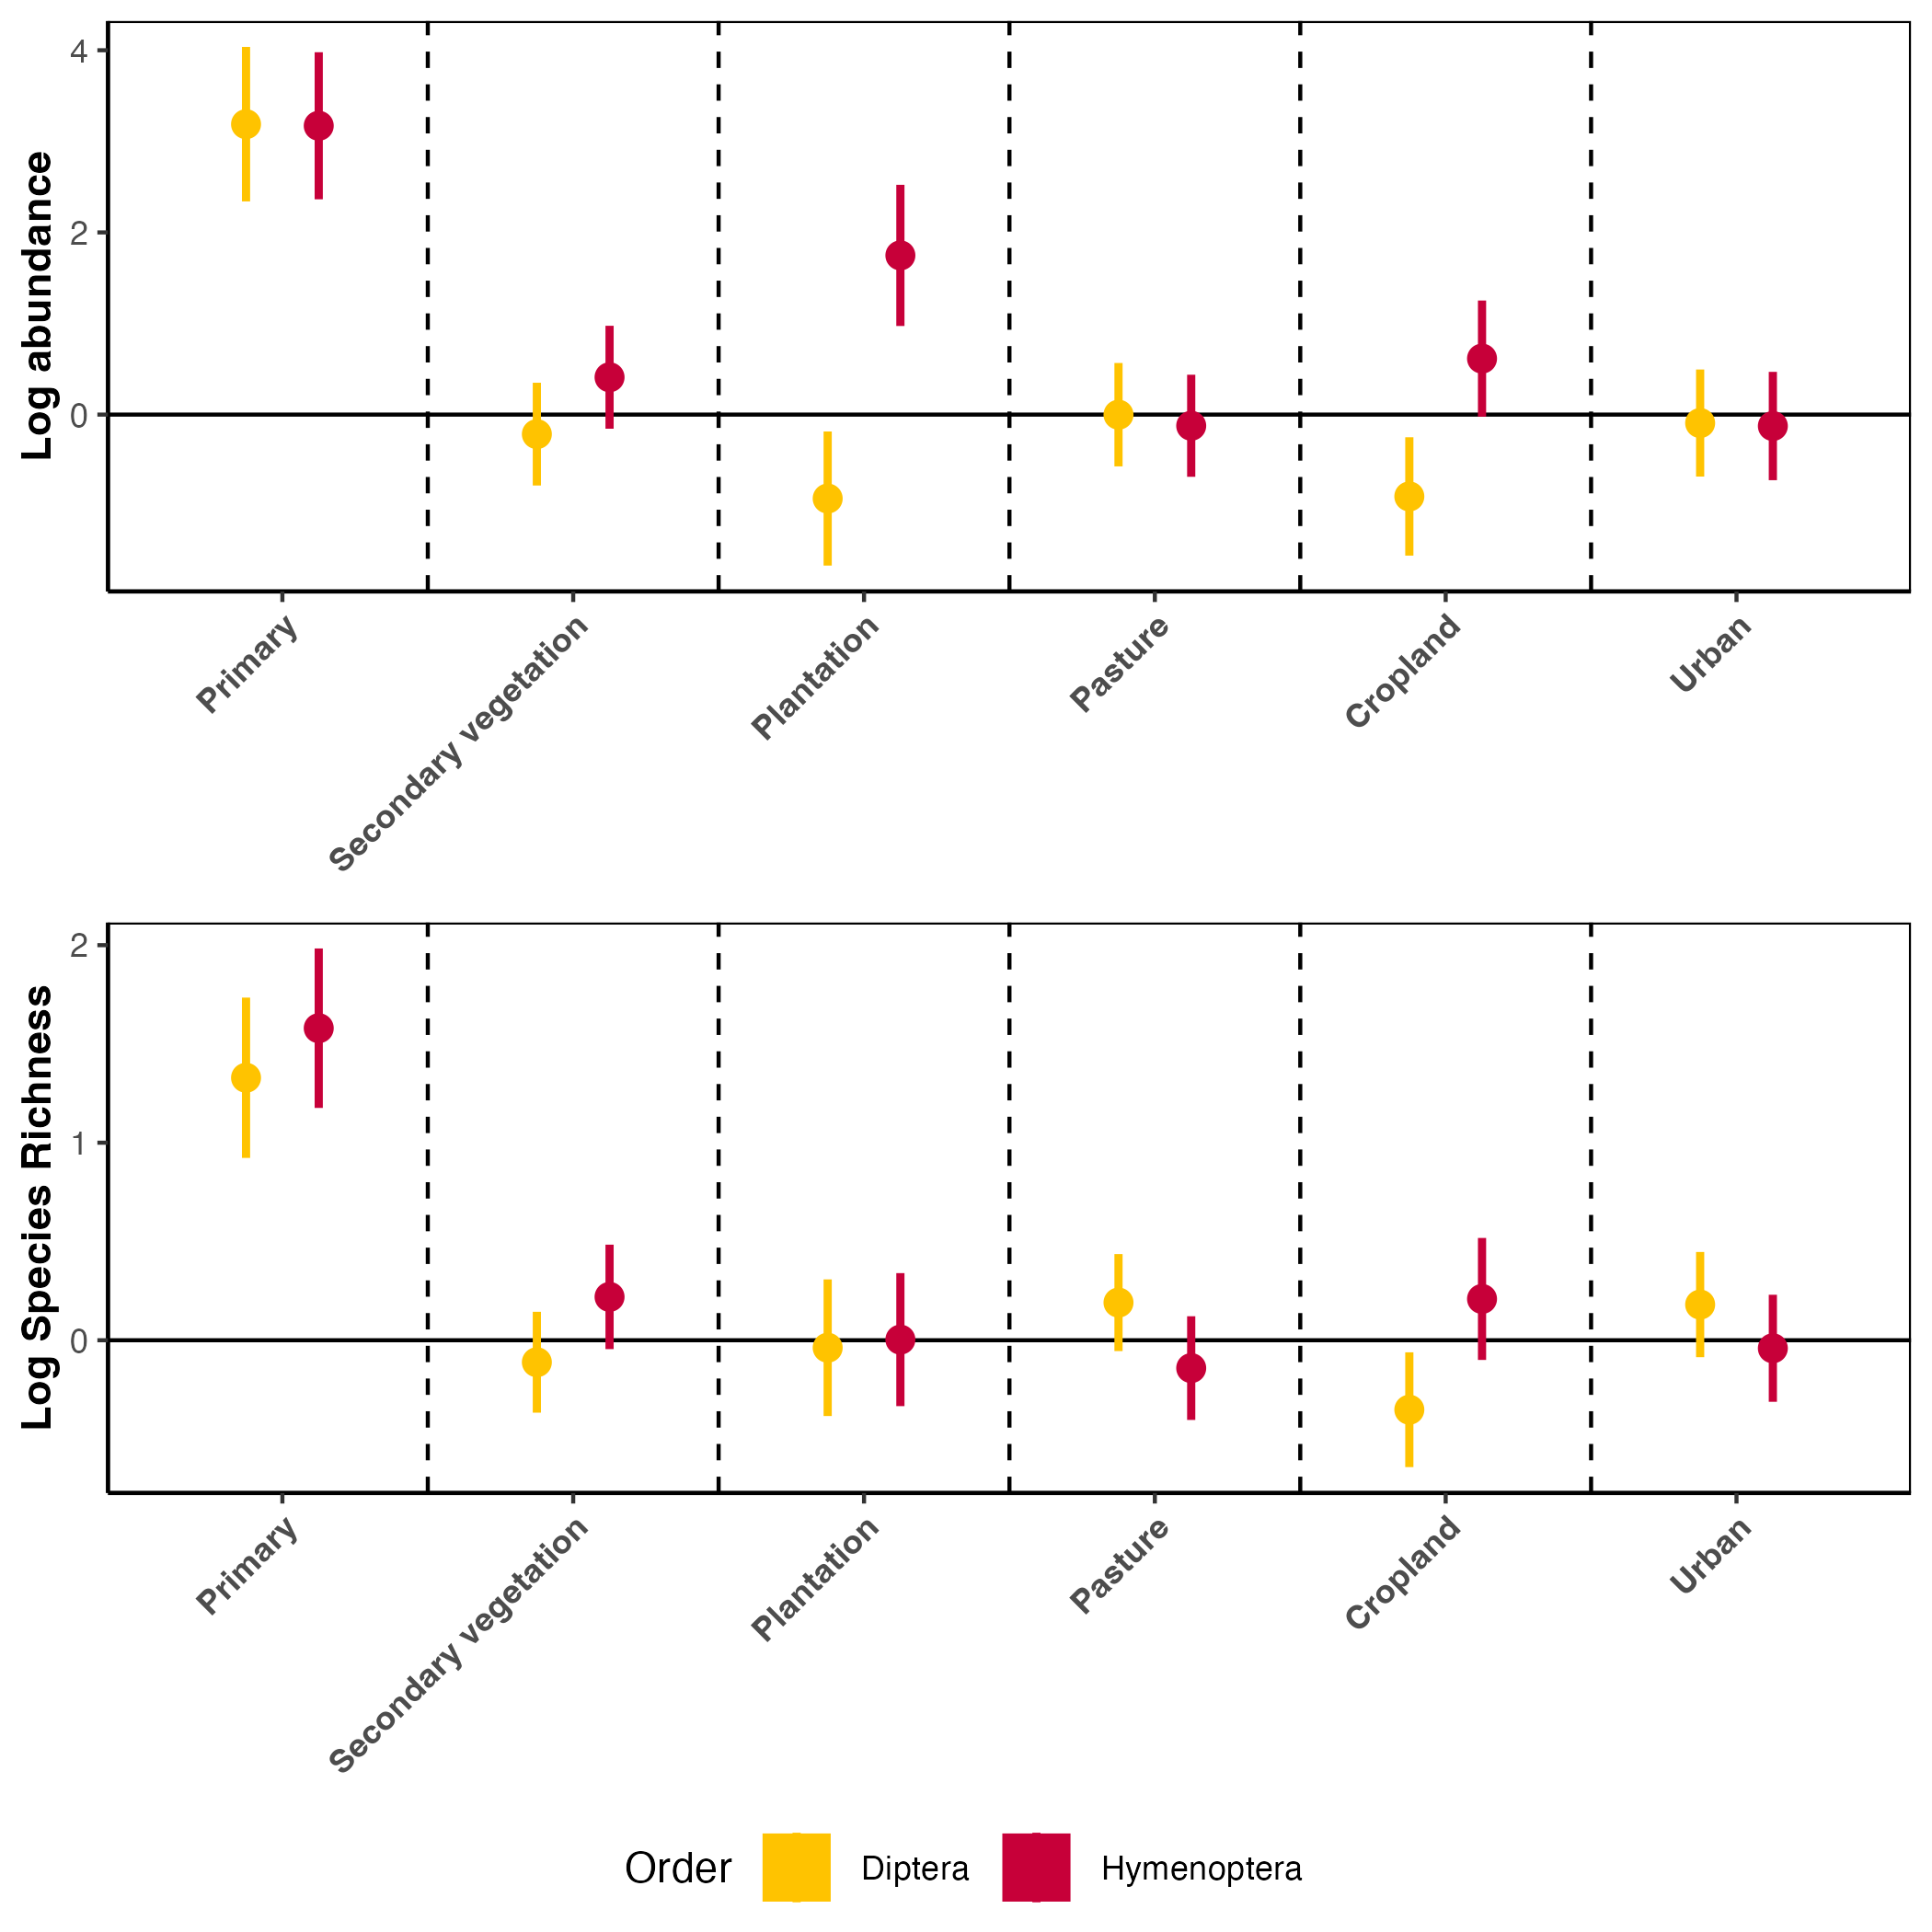 Log abundance
4
2
0
Primary
Secondary vegetation
Plantation
Pasture
Cropland
Urban
Log Species Richness
2
1
0
Primary
Secondary vegetation
Plantation
Pasture
Cropland
Urban
Order Diptera Hymenoptera